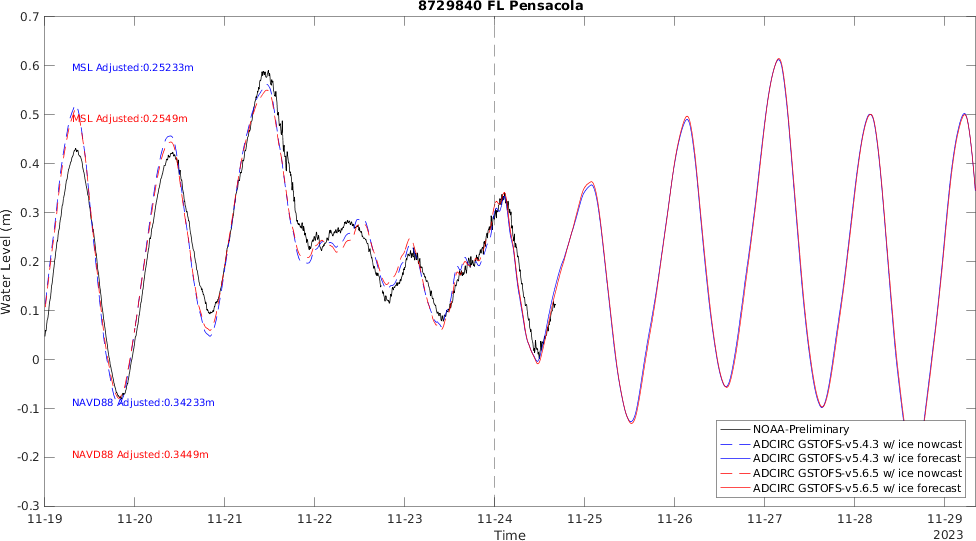 8729840 FL Pensacola
0.7
0.6
0.5
0.4
0.3
0.2
0.1
0
-0.1
-0.2
-0.3
Water Level (m)
MSL Adjusted:0.25233m
MSL Adjusted:0.2549m
NAVD88 Adjusted:0.34233m
NAVD88 Adjusted:0.3449m
NOAA-Preliminary
ADCIRC GSTOFS-v5.4.3 w/ ice nowcast
ADCIRC GSTOFS-v5.4.3 w/ ice forecast
ADCIRC GSTOFS-v5.6.5 w/ ice nowcast
ADCIRC GSTOFS-v5.6.5 w/ ice forecast
11-19 11-20 11-21 11-22 11-23 11-24 11-25 11-26 11-27 11-28 11-29
Time 2023